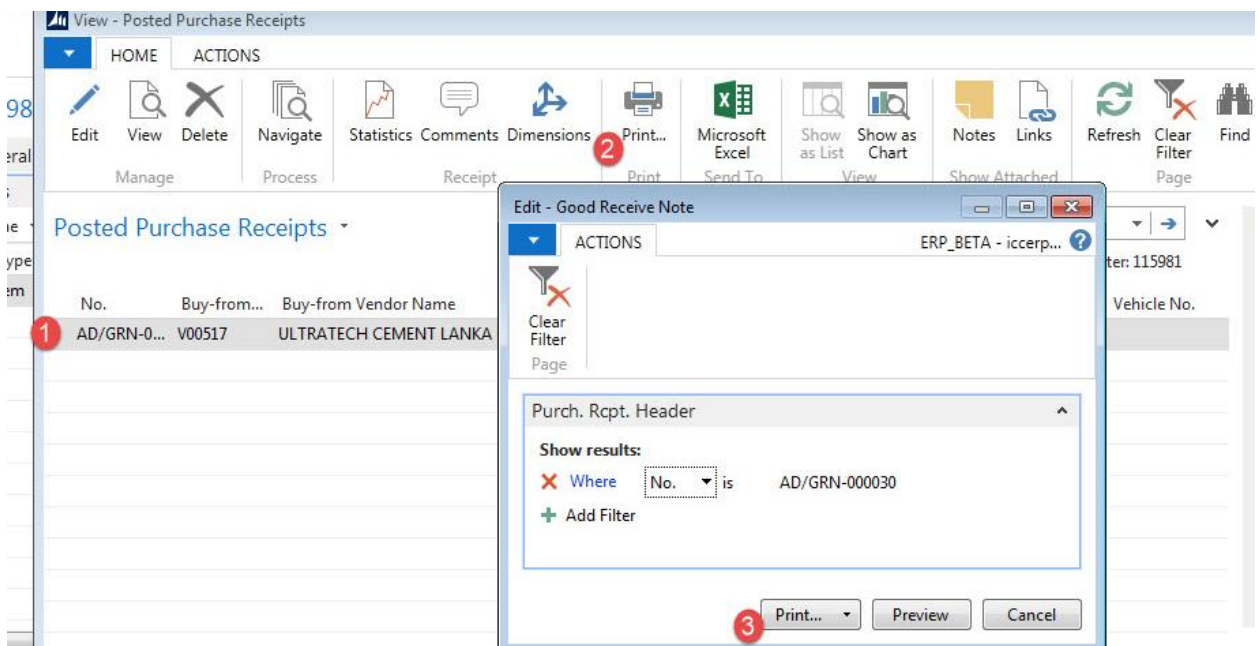 View - Posted Purchase Receipts
HOME ACTIONS
98
Edit View Delete Navigate Statistics Comments Dimensions Print... Microsoft Excel Show as List Show as Chart Notes Links Refresh Clear Filter Find
eral
Manage Process Receipt Print Send To View Show Attached Page
2
Posted Purchase Receipts
ype
em
ter: 115981
No. Buy-from... Buy-from Vendor Name Vehicle No.
1 AD/GRN-0... V00517 ULTRATECH CEMENT LANKA
Edit - Good Receive Note
ACTIONS ERP_BETA - iccerp...
Clear
Filter
Page
Purch. Rcpt. Header
Show results:
Where No. is AD/GRN-000030
Add Filter
3 Print... Preview Cancel